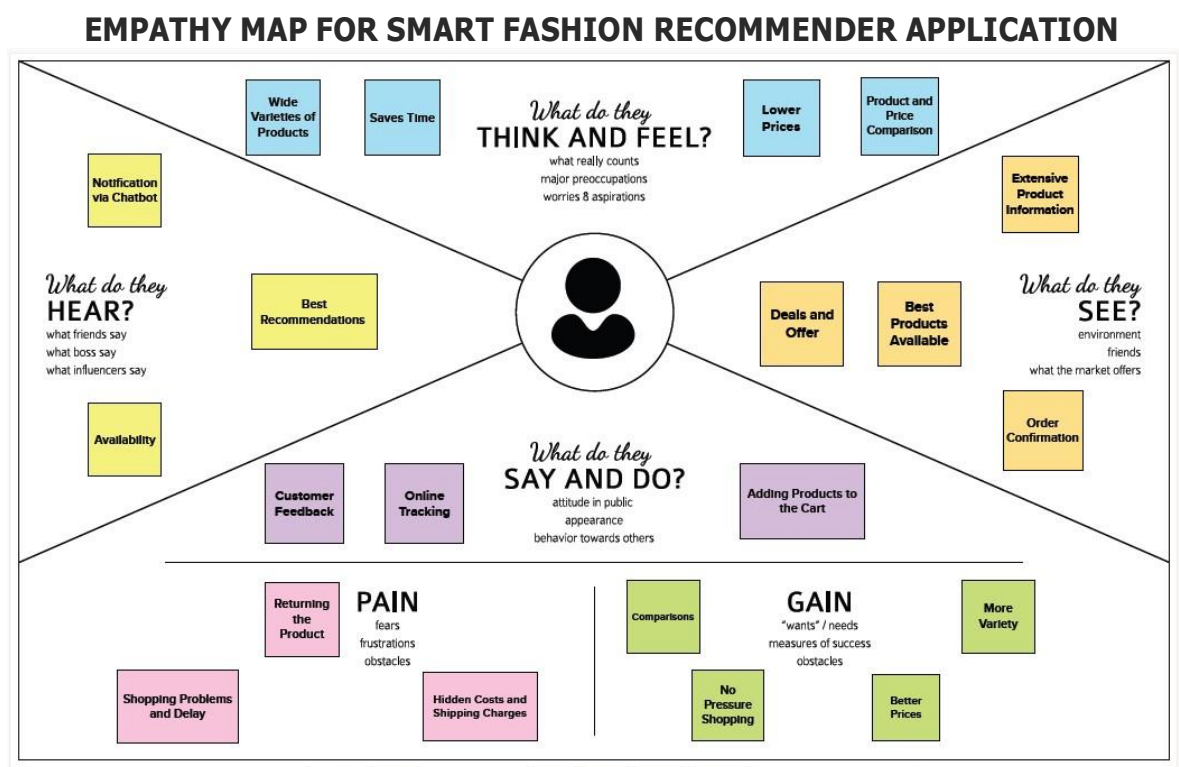 EMPATHY MAP FOR SMART FASHION RECOMMENDER APPLICATION
Wide
Varieties of
Products
Saves Time
What do they
THINK AND FEEL?
what really counts
major preoccupations
worries & aspirations
Lower
Prices
Product and
Price
Comparison
Notification
via Chatbot
Extensive
Product
Information
What do they
HEAR?
what friends say
what boss say
what influencers say
Best
Recommendations
Deals and
Offer
Best
Products
Available
What do they
SEE?
environment
friends
what the market offers
Availability
Order
Confirmation
Customer
Feedback
Online
Tracking
What do they
SAY AND DO?
attitude in public
appearance
behavior towards others
Adding Products to
the Cart
Returning
the
Product
PAIN
fears
frustrations
obstacles
Shopping Problems
and Delay
Hidden Costs and
Shipping Charges
Comparisons
GAIN
"wants" / needs
measures of success
obstacles
More
Variety
No
Pressure
Shopping
Better
Prices